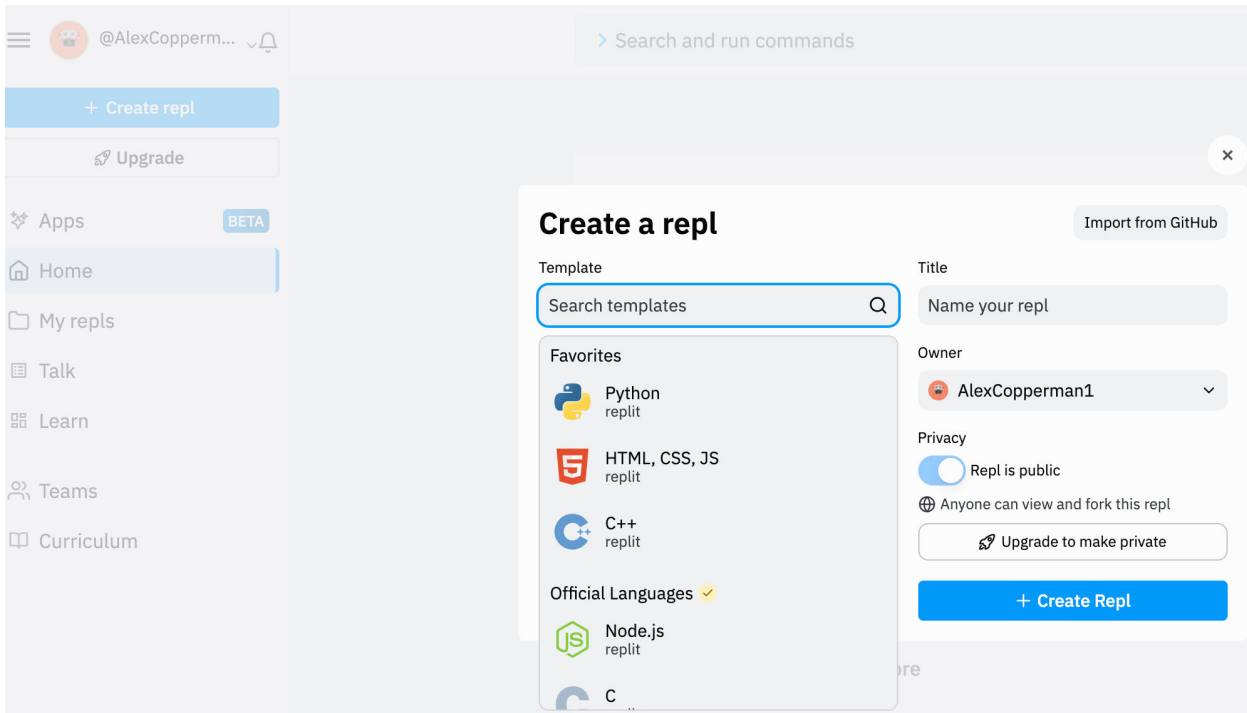 @AlexCopperm...
Search and run commands
+ Create repl
Upgrade
Apps
BETA
Home
My repls
Talk
Learn
Teams
Curriculum
Create a repl
Import from GitHub
Template
Search templates
Favorites
Python
replit
HTML, CSS, JS
replit
C++
replit
Official Languages
Node.js
replit
C
Title
Name your repl
Owner
AlexCopperman1
Privacy
Repl is public
Anyone can view and fork this repl
Upgrade to make private
+ Create Repl